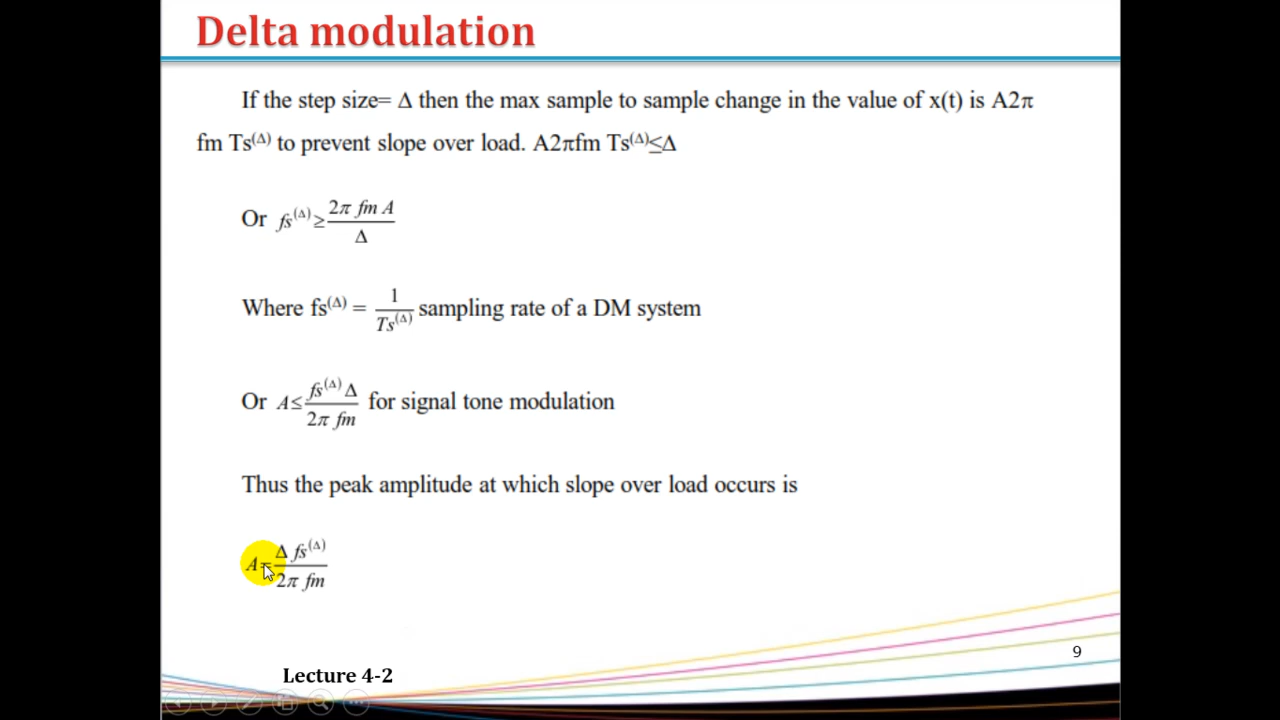 Delta modulation
If the step size= Δ then the max sample to sample change in the value of x(t) is A2π
fm Ts^(Δ) to prevent slope over load. A2πfm Ts^(Δ)≤Δ
Or fs^(Δ) ≥ 2π fm A / Δ
Where fs^(Δ) = 1 / Ts^(Δ) sampling rate of a DM system
Or A≤ fs^(Δ) Δ / 2π fm for signal tone modulation
Thus the peak amplitude at which slope over load occurs is
A= Δ fs^(Δ) / 2π fm
9
Lecture 4-2